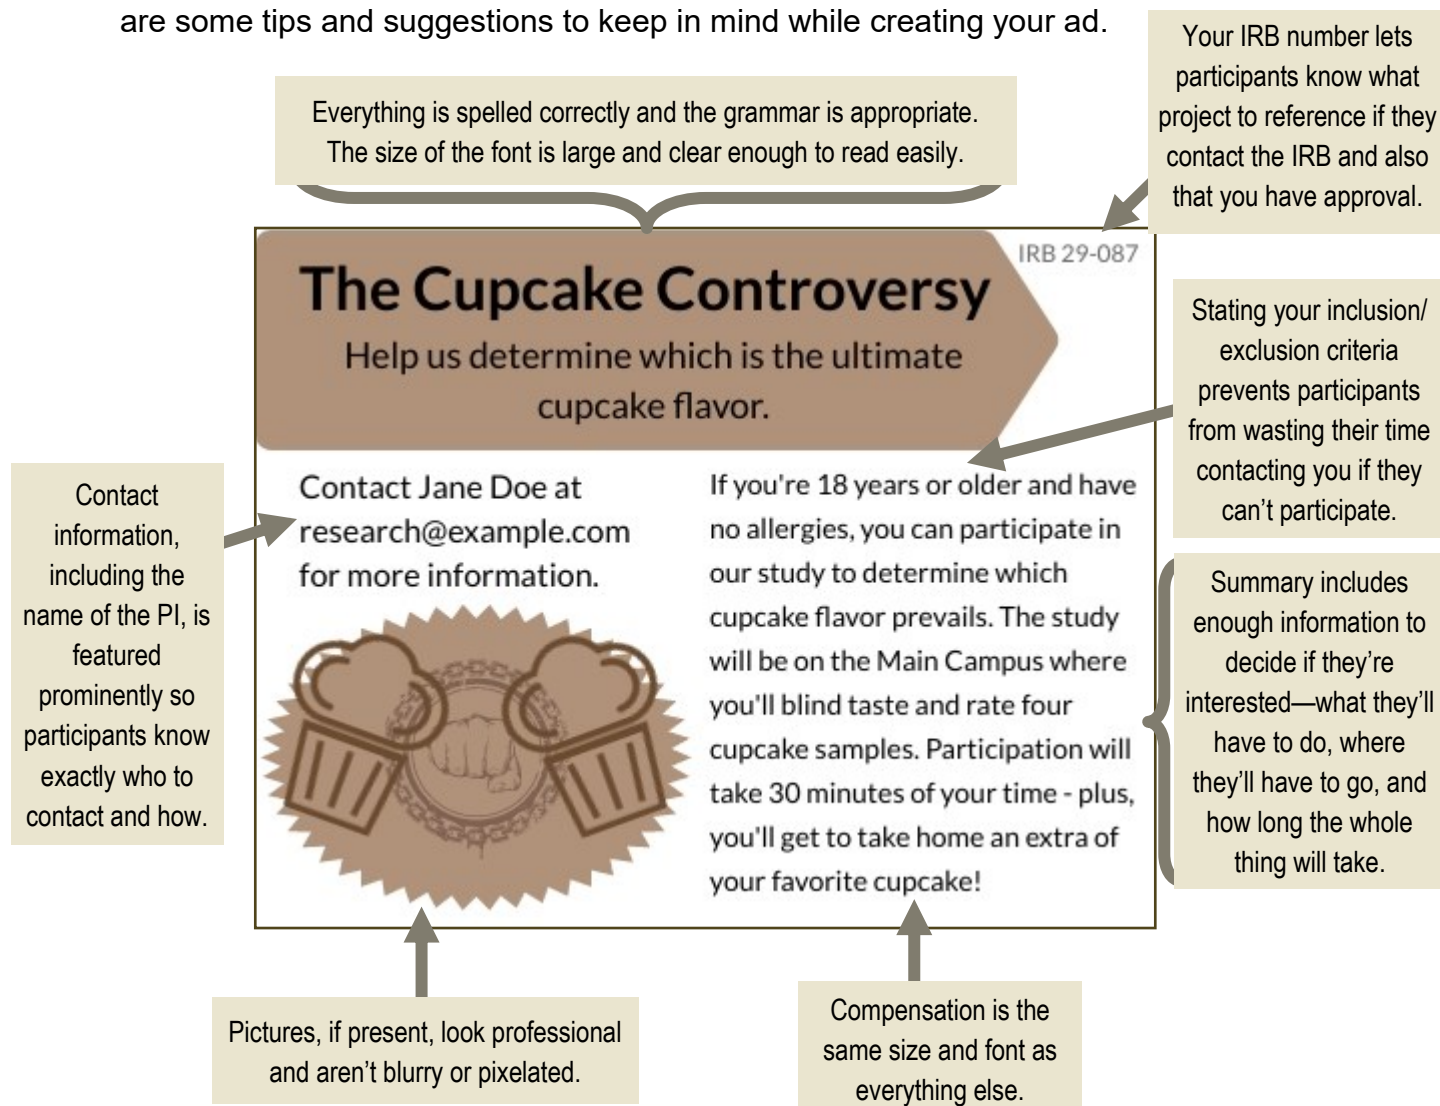 are some tips and suggestions to keep in mind while creating your ad.
Your IRB number lets
participants know what
project to reference if they
contact the IRB and also
that you have approval.
Everything is spelled correctly and the grammar is appropriate.
The size of the font is large and clear enough to read easily.
IRB 29-087
The Cupcake Controversy
Help us determine which is the ultimate
cupcake flavor.
Stating your inclusion/
exclusion criteria
prevents participants
from wasting their time
contacting you if they
can’t participate.
Contact
information,
including the
name of the PI, is
featured
prominently so
participants know
exactly who to
contact and how.
Contact Jane Doe at
research@example.com
for more information.
If you're 18 years or older and have
no allergies, you can participate in
our study to determine which
cupcake flavor prevails. The study
will be on the Main Campus where
you'll blind taste and rate four
cupcake samples. Participation will
take 30 minutes of your time - plus,
you'll get to take home an extra of
your favorite cupcake!
Summary includes
enough information to
decide if they’re
interested—what they’ll
have to do, where
they’ll have to go, and
how long the whole
thing will take.
Pictures, if present, look professional
and aren’t blurry or pixelated.
Compensation is the
same size and font as
everything else.